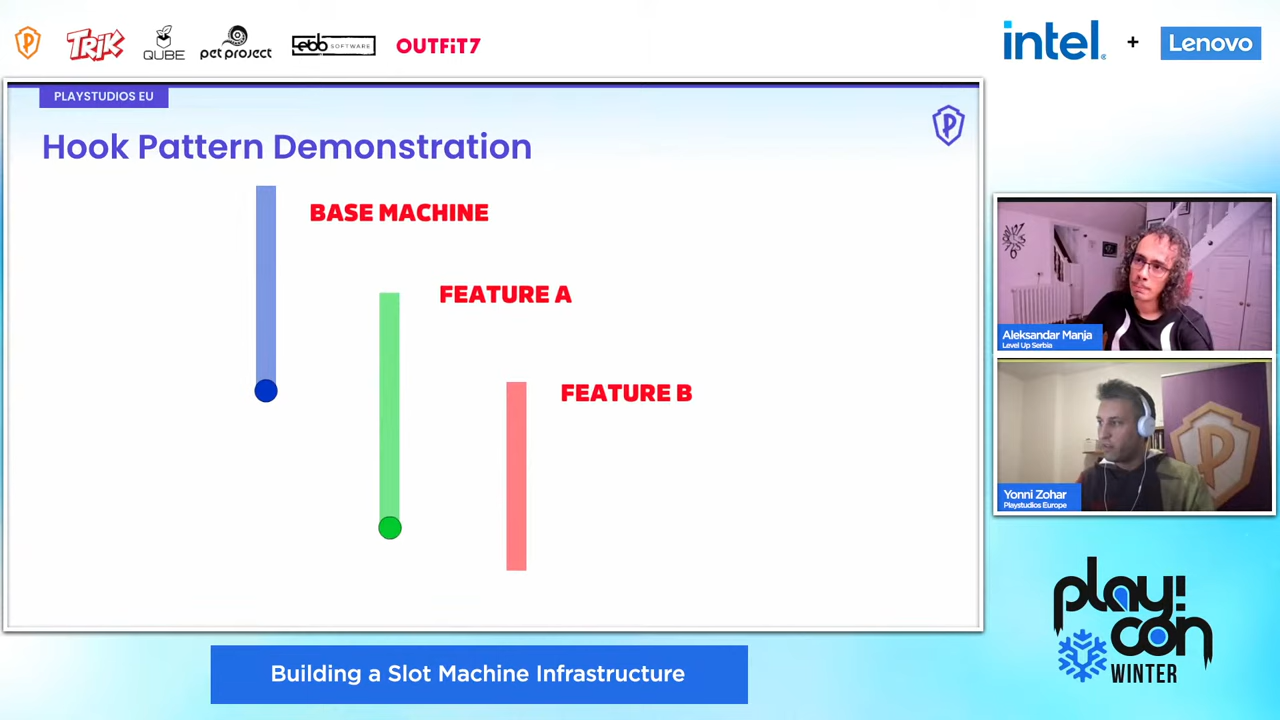 TRIK
QUBE
pet project
Lebb SOFTWARE
OUTFIT7
intel + Lenovo
PLAYSTUDIOS EU
Hook Pattern Demonstration
BASE MACHINE
FEATURE A
FEATURE B
Aleksandar Manja
Level Up Serbia
Yonni Zohar
Playstudios Europe
play!
con
WINTER
Building a Slot Machine Infrastructure